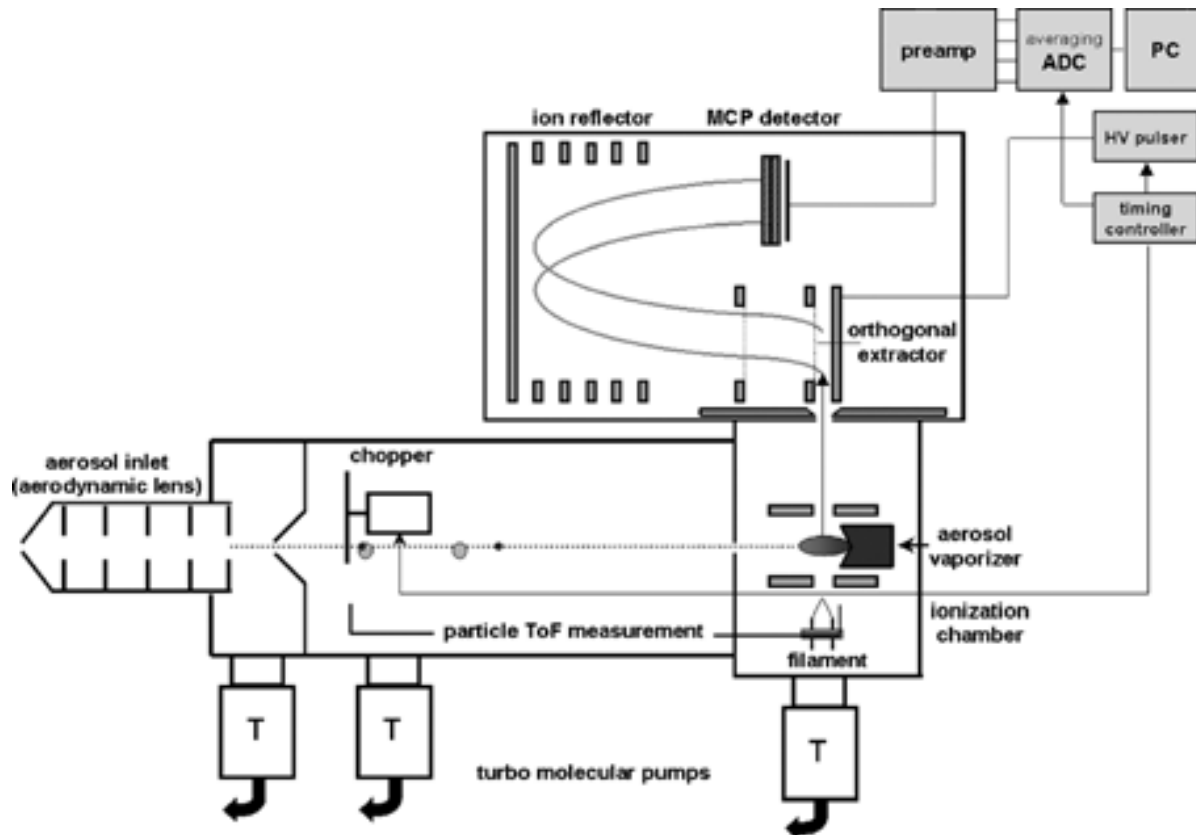 preamp
averaging
ADC
PC
ion reflector
MCP detector
HV pulser
timing
controller
orthogonal
extractor
aerosol inlet
(aerodynamic lens)
chopper
aerosol
vaporizer
particle ToF measurement
ionization
chamber
filament
T
T
T
turbo molecular pumps